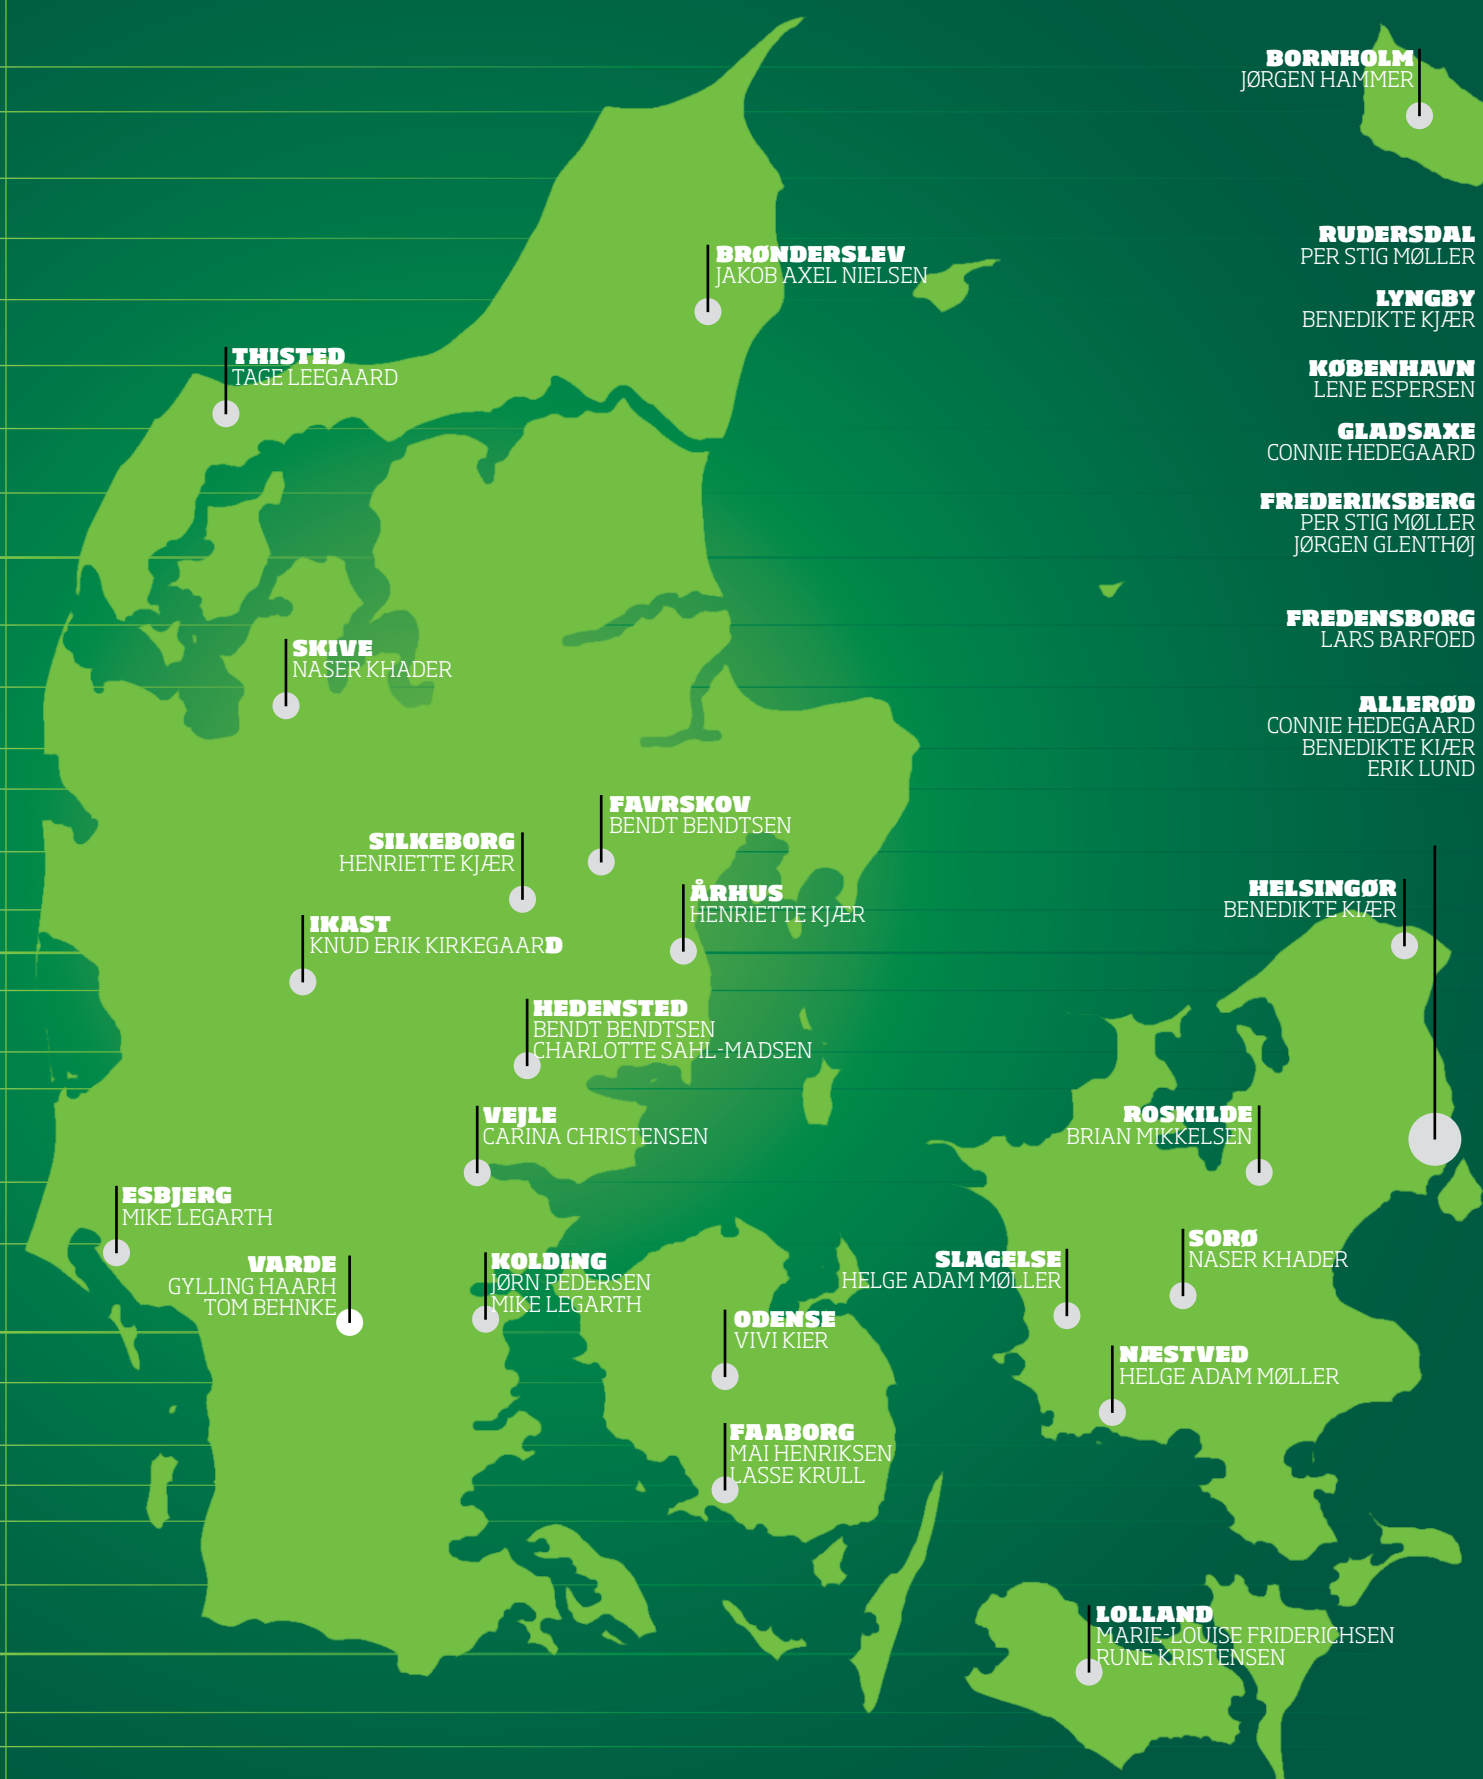 BORNHOLM
JØRGEN HAMMER
RUDERSDAL
PER STIG MØLLER
LYNGBY
BENEDIKTE KJÆR
KØBENHAVN
LENE ESPERSEN
GLADSAXE
CONNIE HEDEGAARD
FREDERIKSBERG
PER STIG MØLLER
JØRGEN GLENTHØJ
FREDENSBORG
LARS BARFOED
ALLERØD
CONNIE HEDEGAARD
BENEDIKTE KIÆR
ERIK LUND
BRØNDERSLEV
JAKOB AXEL NIELSEN
THISTED
TAGE LEEGAARD
SKIVE
NASER KHADER
FAVRSKOV
BENDT BENDTSEN
SILKEBORG
HENRIETTE KJÆR
ÅRHUS
HENRIETTE KJÆR
IKAST
KNUD ERIK KIRKEGAARD
HEDENSTED
BENDT BENDTSEN
CHARLOTTE SAHL-MADSEN
VEJLE
CARINA CHRISTENSEN
ESBJERG
MIKE LEGARTH
VARDE
GYLLING HAARH
TOM BEHNKE
KOLDING
JØRN PEDERSEN
MIKE LEGARTH
ODENSE
VIVI KIER
FAABORG
MAI HENRIKSEN
LASSE KRULL
HELSINGØR
BENEDIKTE KIÆR
ROSKILDE
BRIAN MIKKELSEN
SORØ
NASER KHADER
SLAGELSE
HELGE ADAM MØLLER
NÆSTVED
HELGE ADAM MØLLER
LOLLAND
MARIE-LOUISE FRIDERICHSEN
RUNE KRISTENSEN